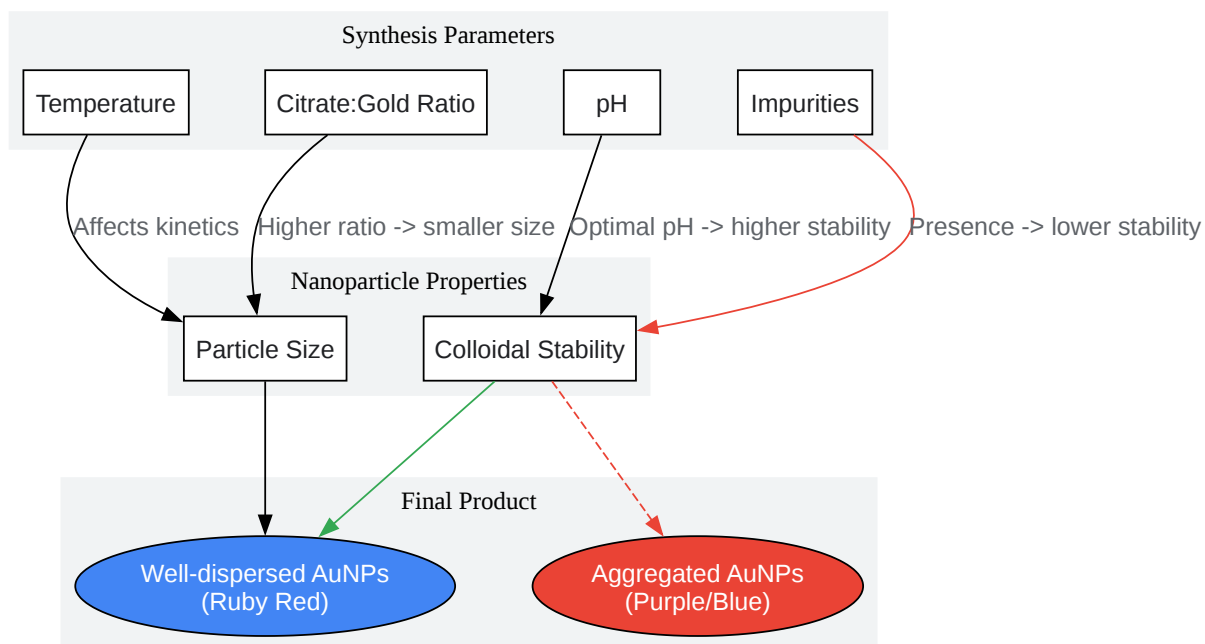 Synthesis Parameters
Temperature
Citrate:Gold Ratio
pH
Impurities
Affects kinetics
Higher ratio -> smaller size
Optimal pH -> higher stability
Presence -> lower stability
Nanoparticle Properties
Particle Size
Colloidal Stability
Final Product
Well-dispersed AuNPs
(Ruby Red)
Aggregated AuNPs
(Purple/Blue)